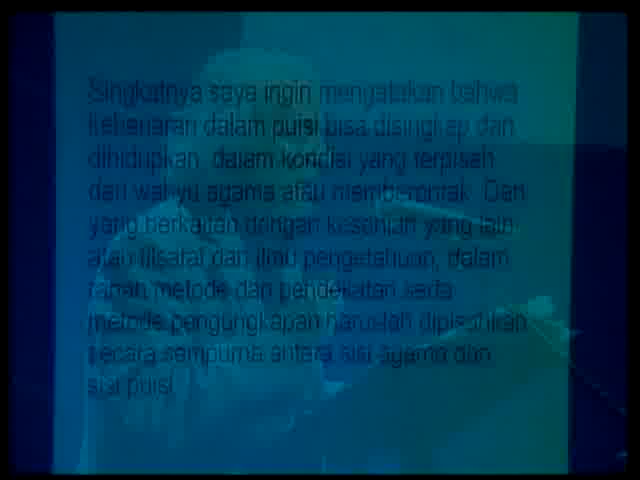 Singkatnya saya ingin mengatakan bahwa
kebenaran dalam puisi bisa disingkap dan
dihidupkan, dalam kondisi yang terpisah
dari wahyu agama atau memberontak. Dan
yang berkaitan dengan kesenian yang lain
atau filsafat dan ilmu pengetahuan, dalam
ranah metode dan pendekatan serta
metode pengungkapan haruslah dipisahkan
secara sempurna antara sisi agama dan
sisi puisi.